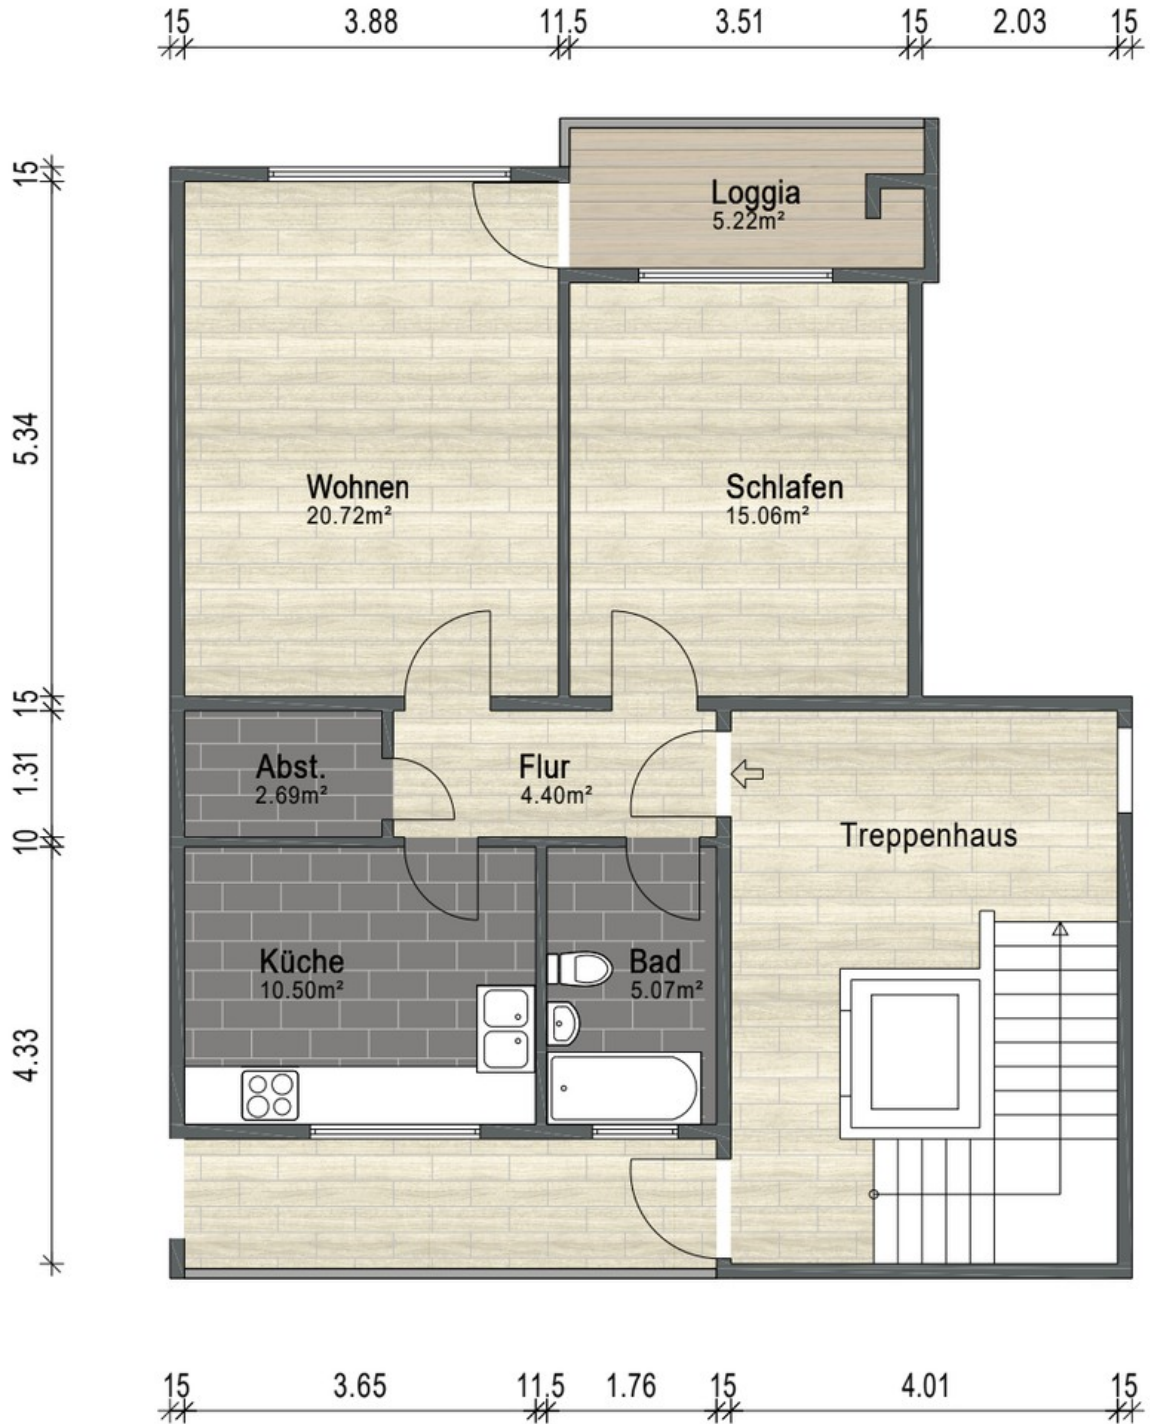 15 3.88 11.5 3.51 15 2.03 15
15
5.34
15
1.31
10
4.33
Loggia
5.22m²
Wohnen
20.72m²
Schlafen
15.06m²
Abst.
2.69m²
Flur
4.40m²
Treppenhaus
Küche
10.50m²
Bad
5.07m²
15 3.65 11.5 1.76 15 4.01 15